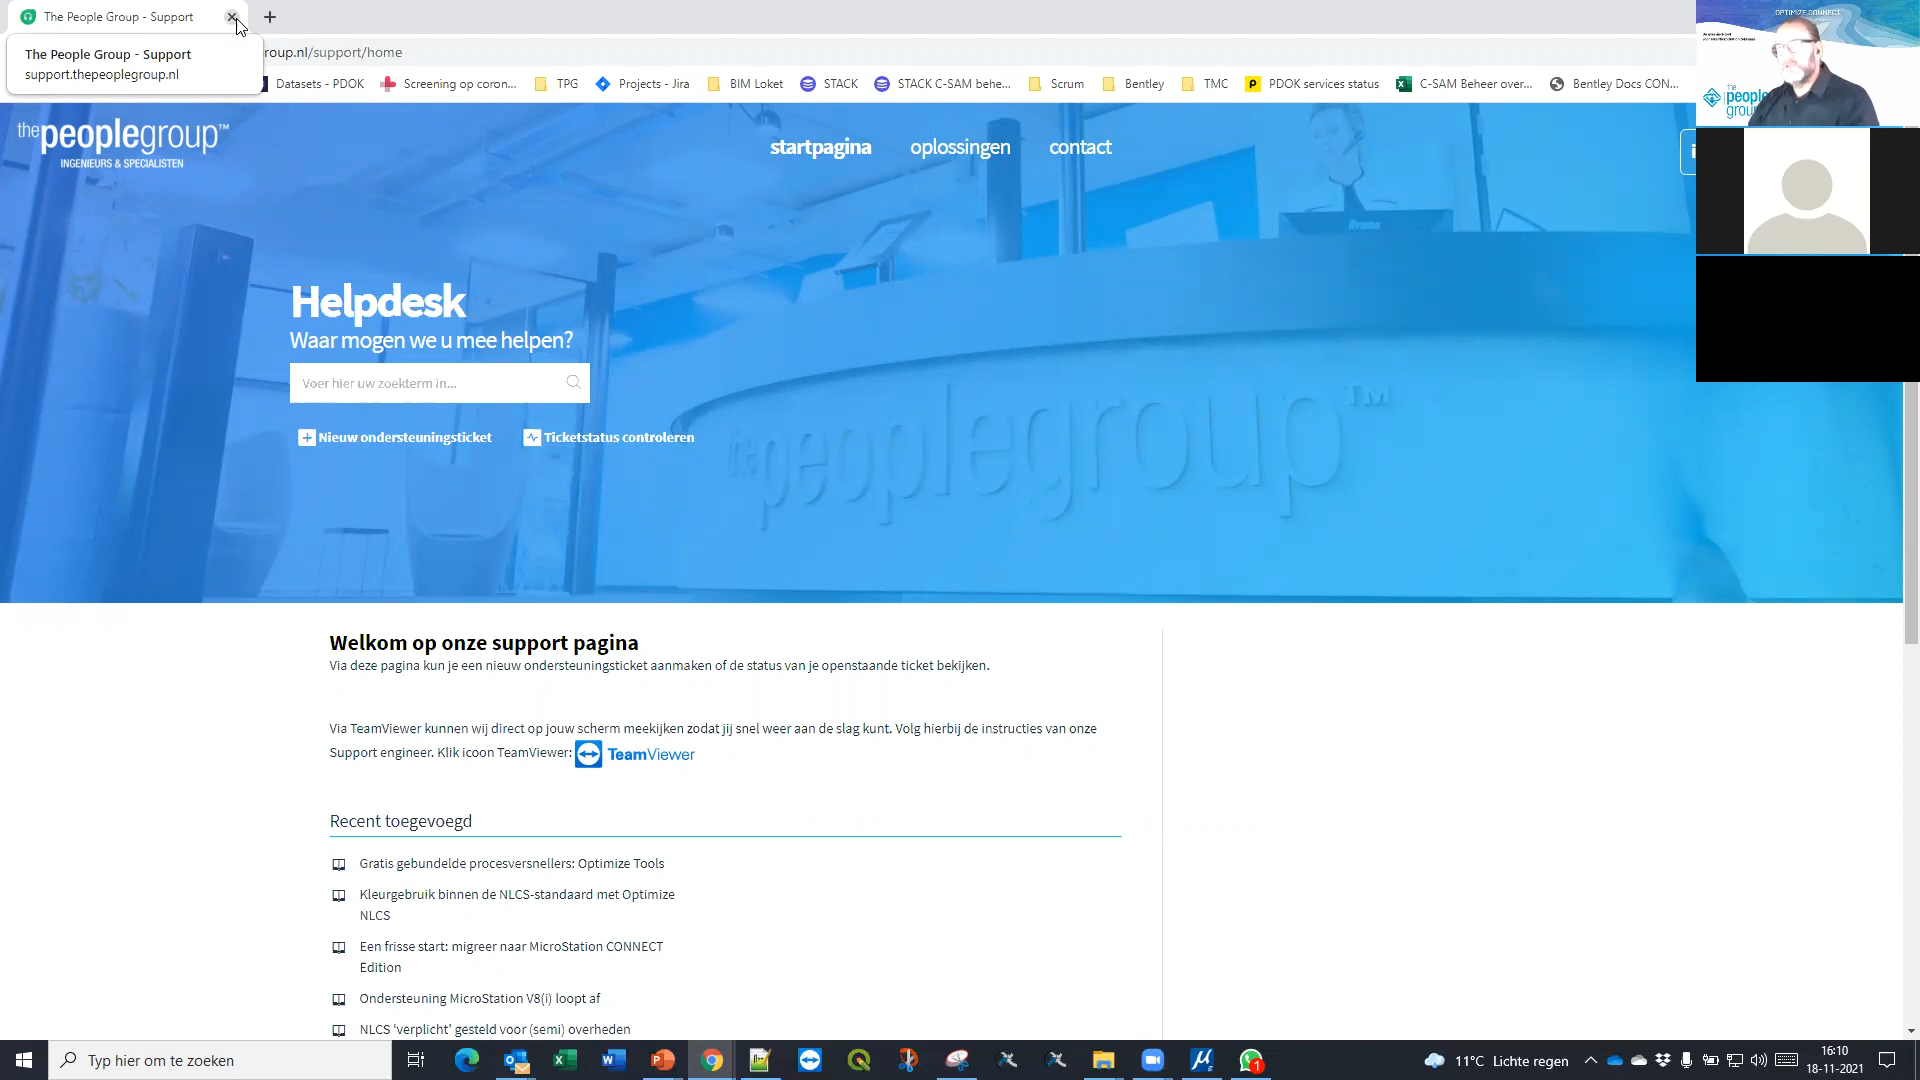 The People Group - Support
The People Group - Support
support.thepeoplegroup.nl
roup.nl/support/home
Datasets - PDOK
Screening op coron...
TPG
Projects - Jira
BIM Loket
STACK
STACK C-SAM behe...
Scrum
Bentley
TMC
PDOK services status
C-SAM Beheer over...
Bentley Docs CON...
OPTIMIZE CONNECT
the
people
group
thepeoplegroup™
INGENIEURS & SPECIALISTEN
startpagina
oplossingen
contact
iiyama
Helpdesk
Waar mogen we u mee helpen?
Voer hier uw zoekterm in...
Nieuw ondersteuningsticket
Ticketstatus controleren
thepeoplegroup™
Welkom op onze support pagina
Via deze pagina kun je een nieuw ondersteuningsticket aanmaken of de status van je openstaande ticket bekijken.
Via TeamViewer kunnen wij direct op jouw scherm meekijken zodat jij snel weer aan de slag kunt. Volg hierbij de instructies van onze
Support engineer. Klik icoon TeamViewer: TeamViewer
Recent toegevoegd
Gratis gebundelde procesversnellers: Optimize Tools
Kleurgebruik binnen de NLCS-standaard met Optimize
NLCS
Een frisse start: migreer naar MicroStation CONNECT
Edition
Ondersteuning MicroStation V8(i) loopt af
NLCS 'verplicht' gesteld voor (semi) overheden
Typ hier om te zoeken
1
11°C Lichte regen
16:10
18-11-2021